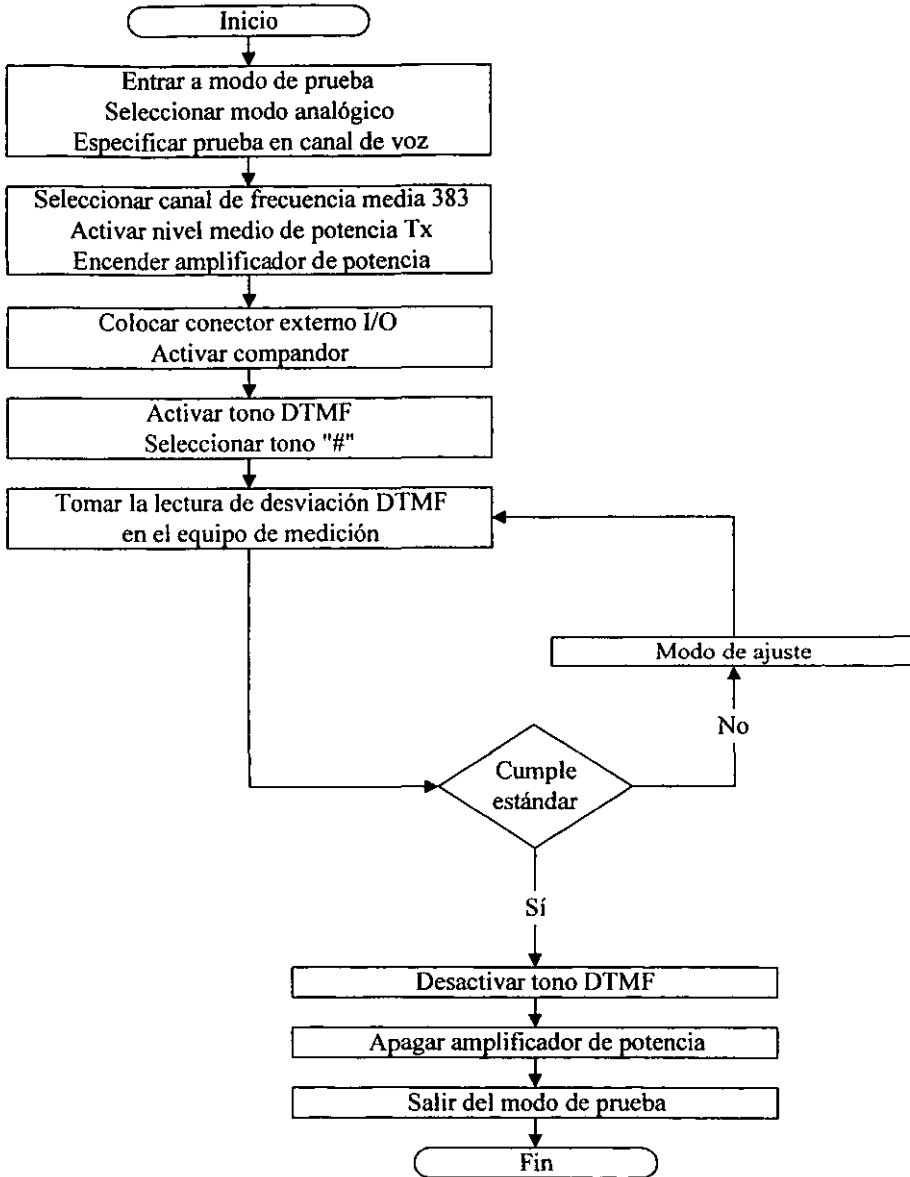 Inicio
Entrar a modo de prueba
Seleccionar modo analógico
Especificar prueba en canal de voz
Seleccionar canal de frecuencia media 383
Activar nivel medio de potencia Tx
Encender amplificador de potencia
Colocar conector externo I/O
Activar compandor
Activar tono DTMF
Seleccionar tono "#"
Tomar la lectura de desviación DTMF
en el equipo de medición
Modo de ajuste
No
Cumple
estándar
Sí
Desactivar tono DTMF
Apagar amplificador de potencia
Salir del modo de prueba
Fin